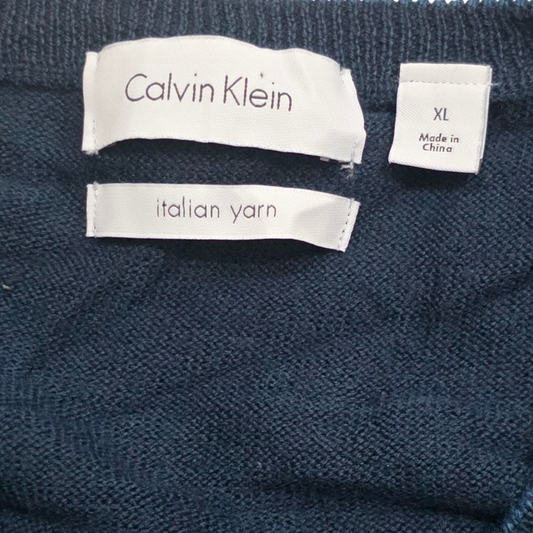 Calvin Klein
italian yarn
XL
Made in
China